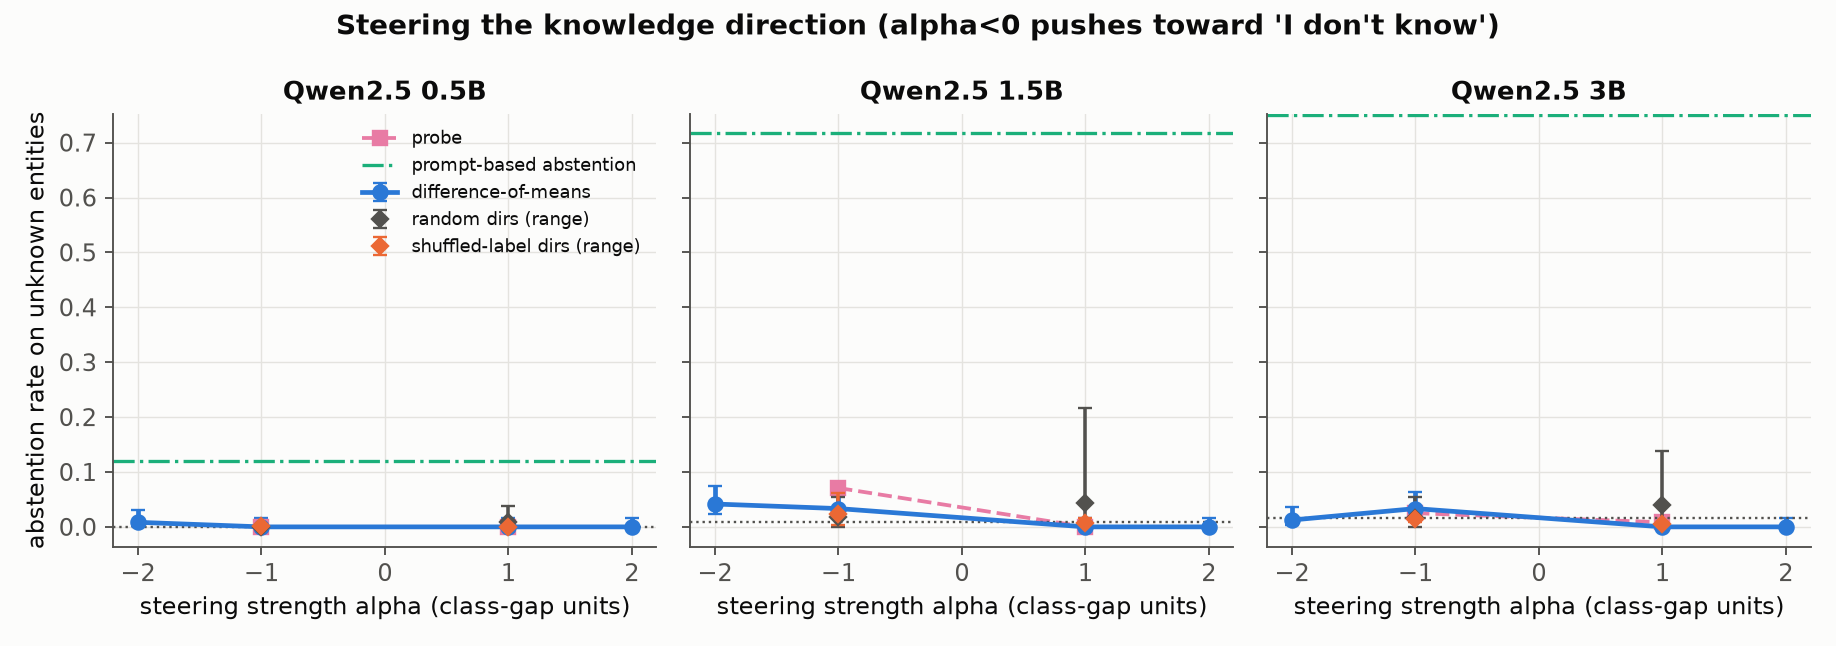 Steering the knowledge direction (alpha<0 pushes toward 'I don't know')
Qwen2.5 0.5B
Qwen2.5 1.5B
Qwen2.5 3B
abstention rate on unknown entities
0.7
0.6
0.5
0.4
0.3
0.2
0.1
0.0
probe
prompt-based abstention
difference-of-means
random dirs (range)
shuffled-label dirs (range)
−2 −1 0 1 2
−2 −1 0 1 2
−2 −1 0 1 2
steering strength alpha (class-gap units)
steering strength alpha (class-gap units)
steering strength alpha (class-gap units)